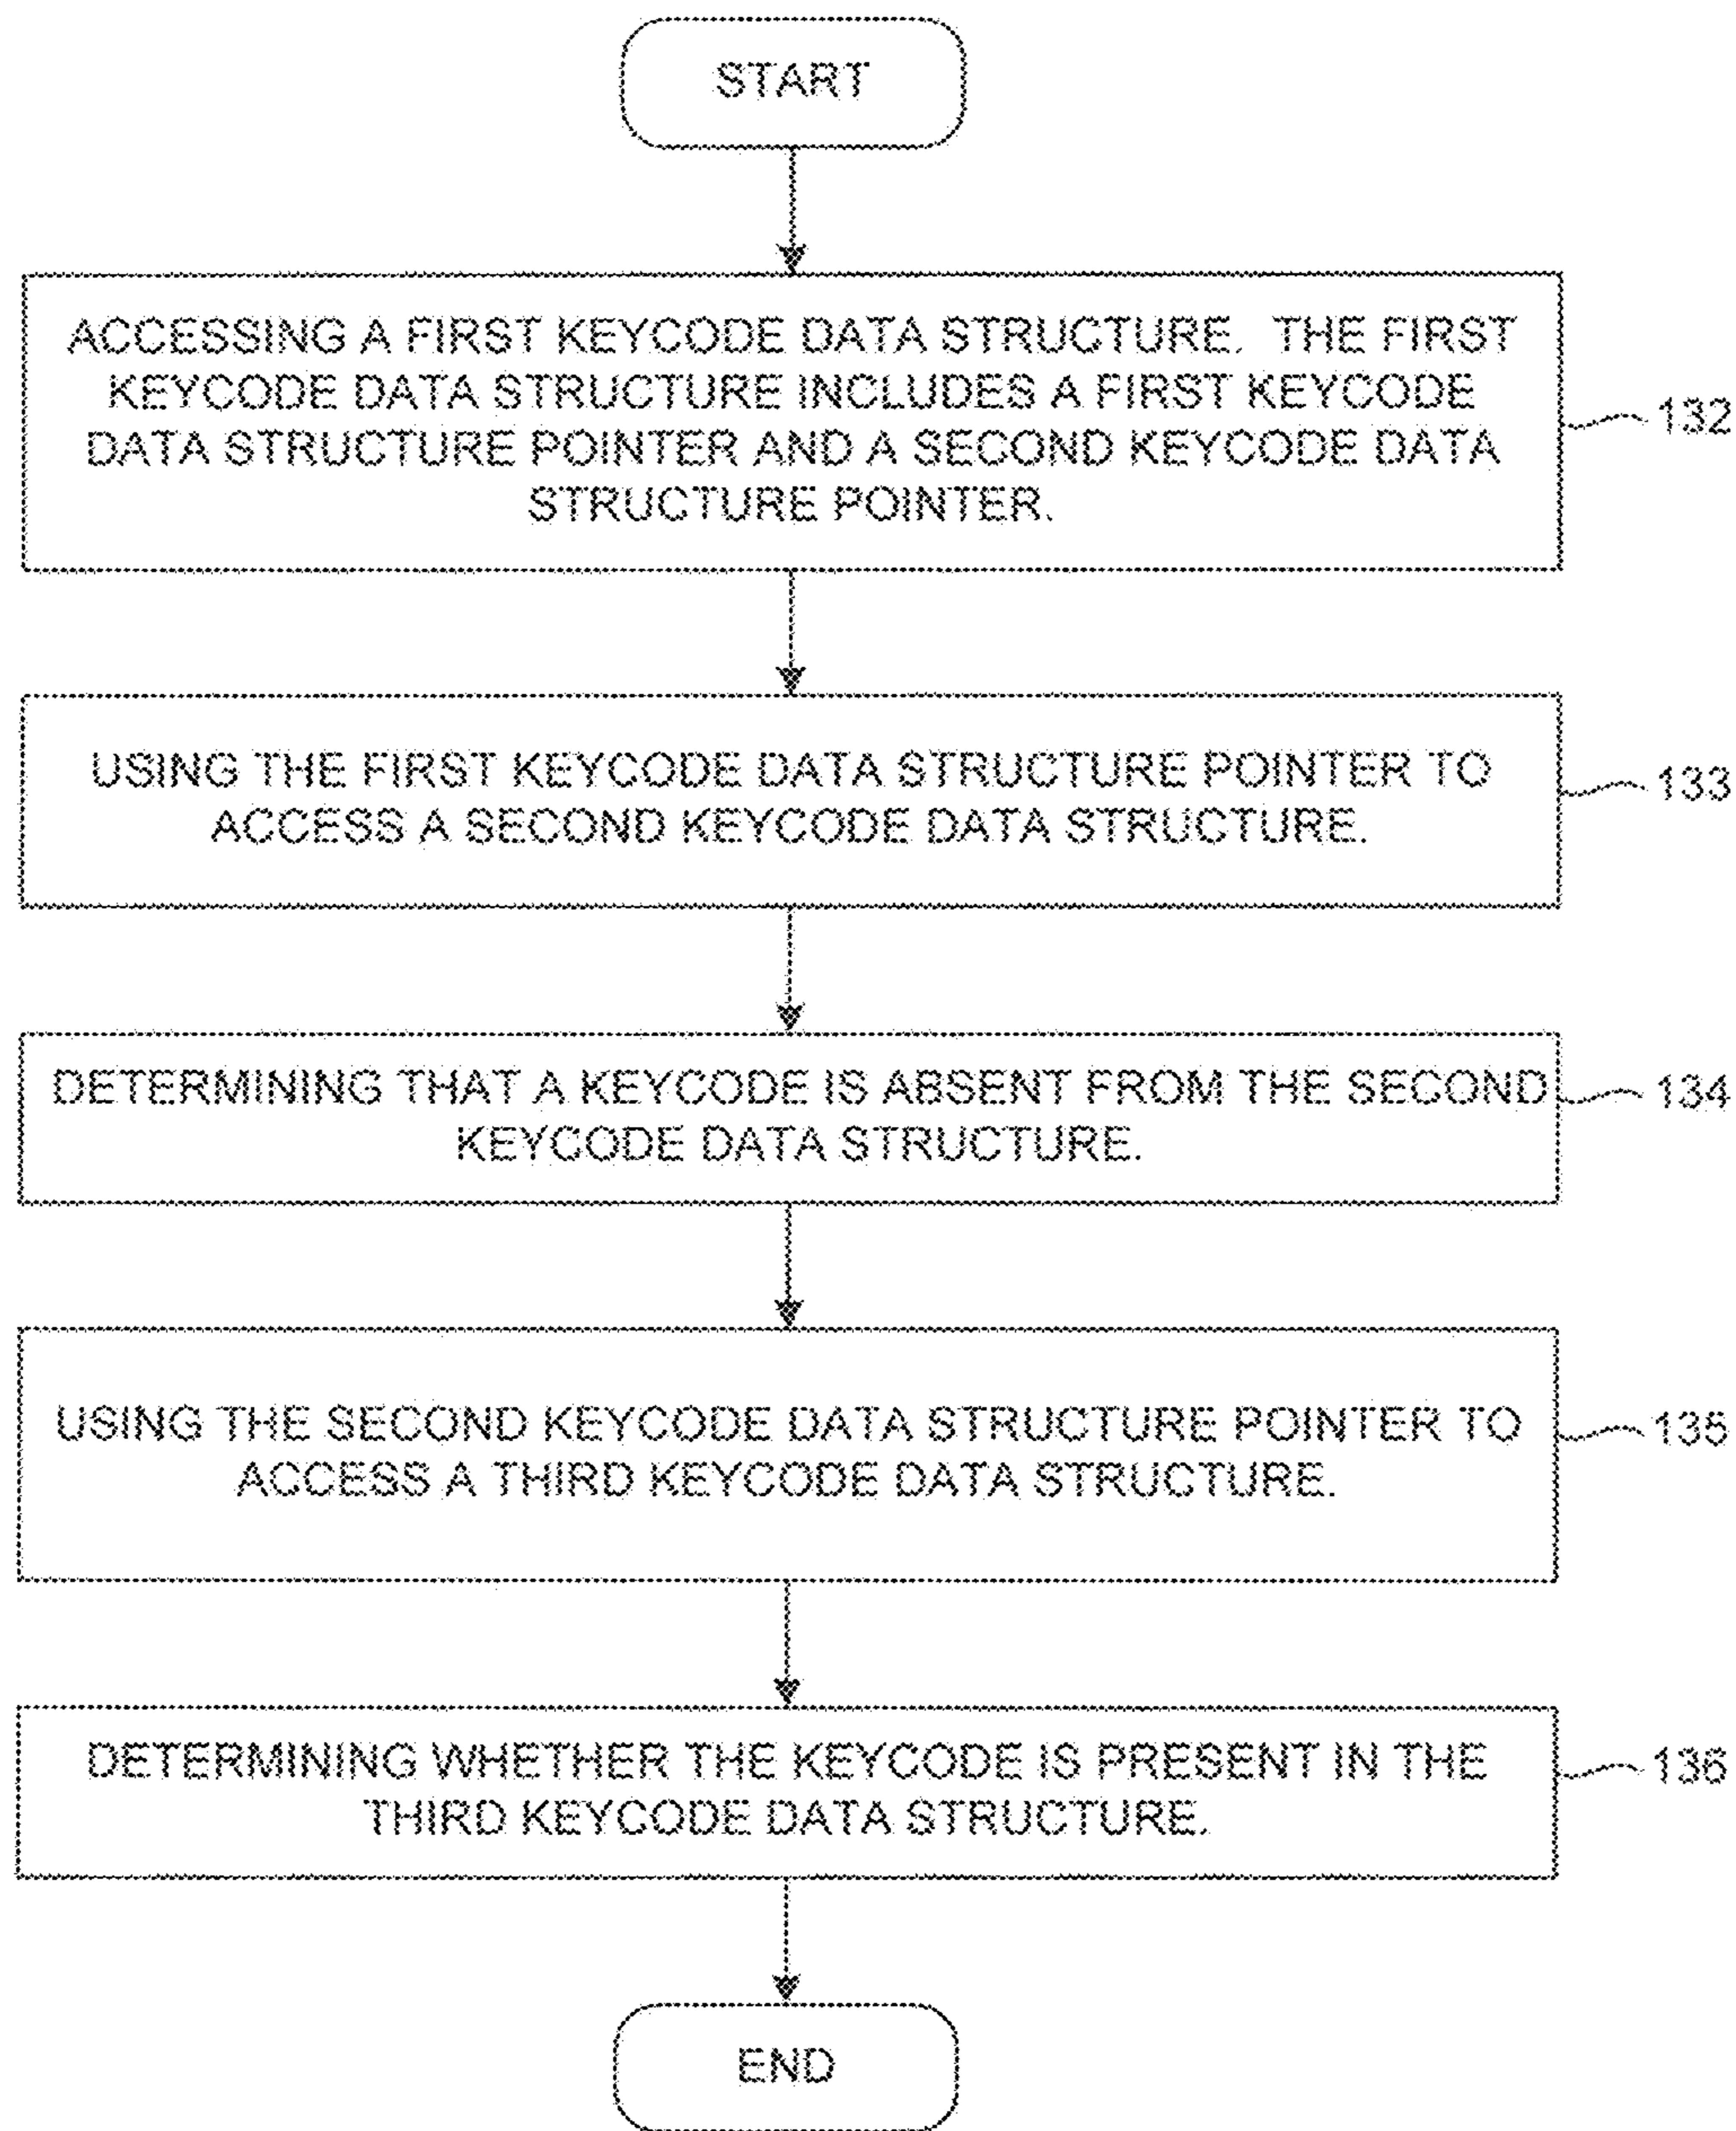 START
ACCESSING A FIRST KEYCODE DATA STRUCTURE. THE FIRST
KEYCODE DATA STRUCTURE INCLUDES A FIRST KEYCODE
DATA STRUCTURE POINTER AND A SECOND KEYCODE DATA
STRUCTURE POINTER.
132
USING THE FIRST KEYCODE DATA STRUCTURE POINTER TO
ACCESS A SECOND KEYCODE DATA STRUCTURE.
133
DETERMINING THAT A KEYCODE IS ABSENT FROM THE SECOND
KEYCODE DATA STRUCTURE.
134
USING THE SECOND KEYCODE DATA STRUCTURE POINTER TO
ACCESS A THIRD KEYCODE DATA STRUCTURE.
135
DETERMINING WHETHER THE KEYCODE IS PRESENT IN THE
THIRD KEYCODE DATA STRUCTURE.
136
END